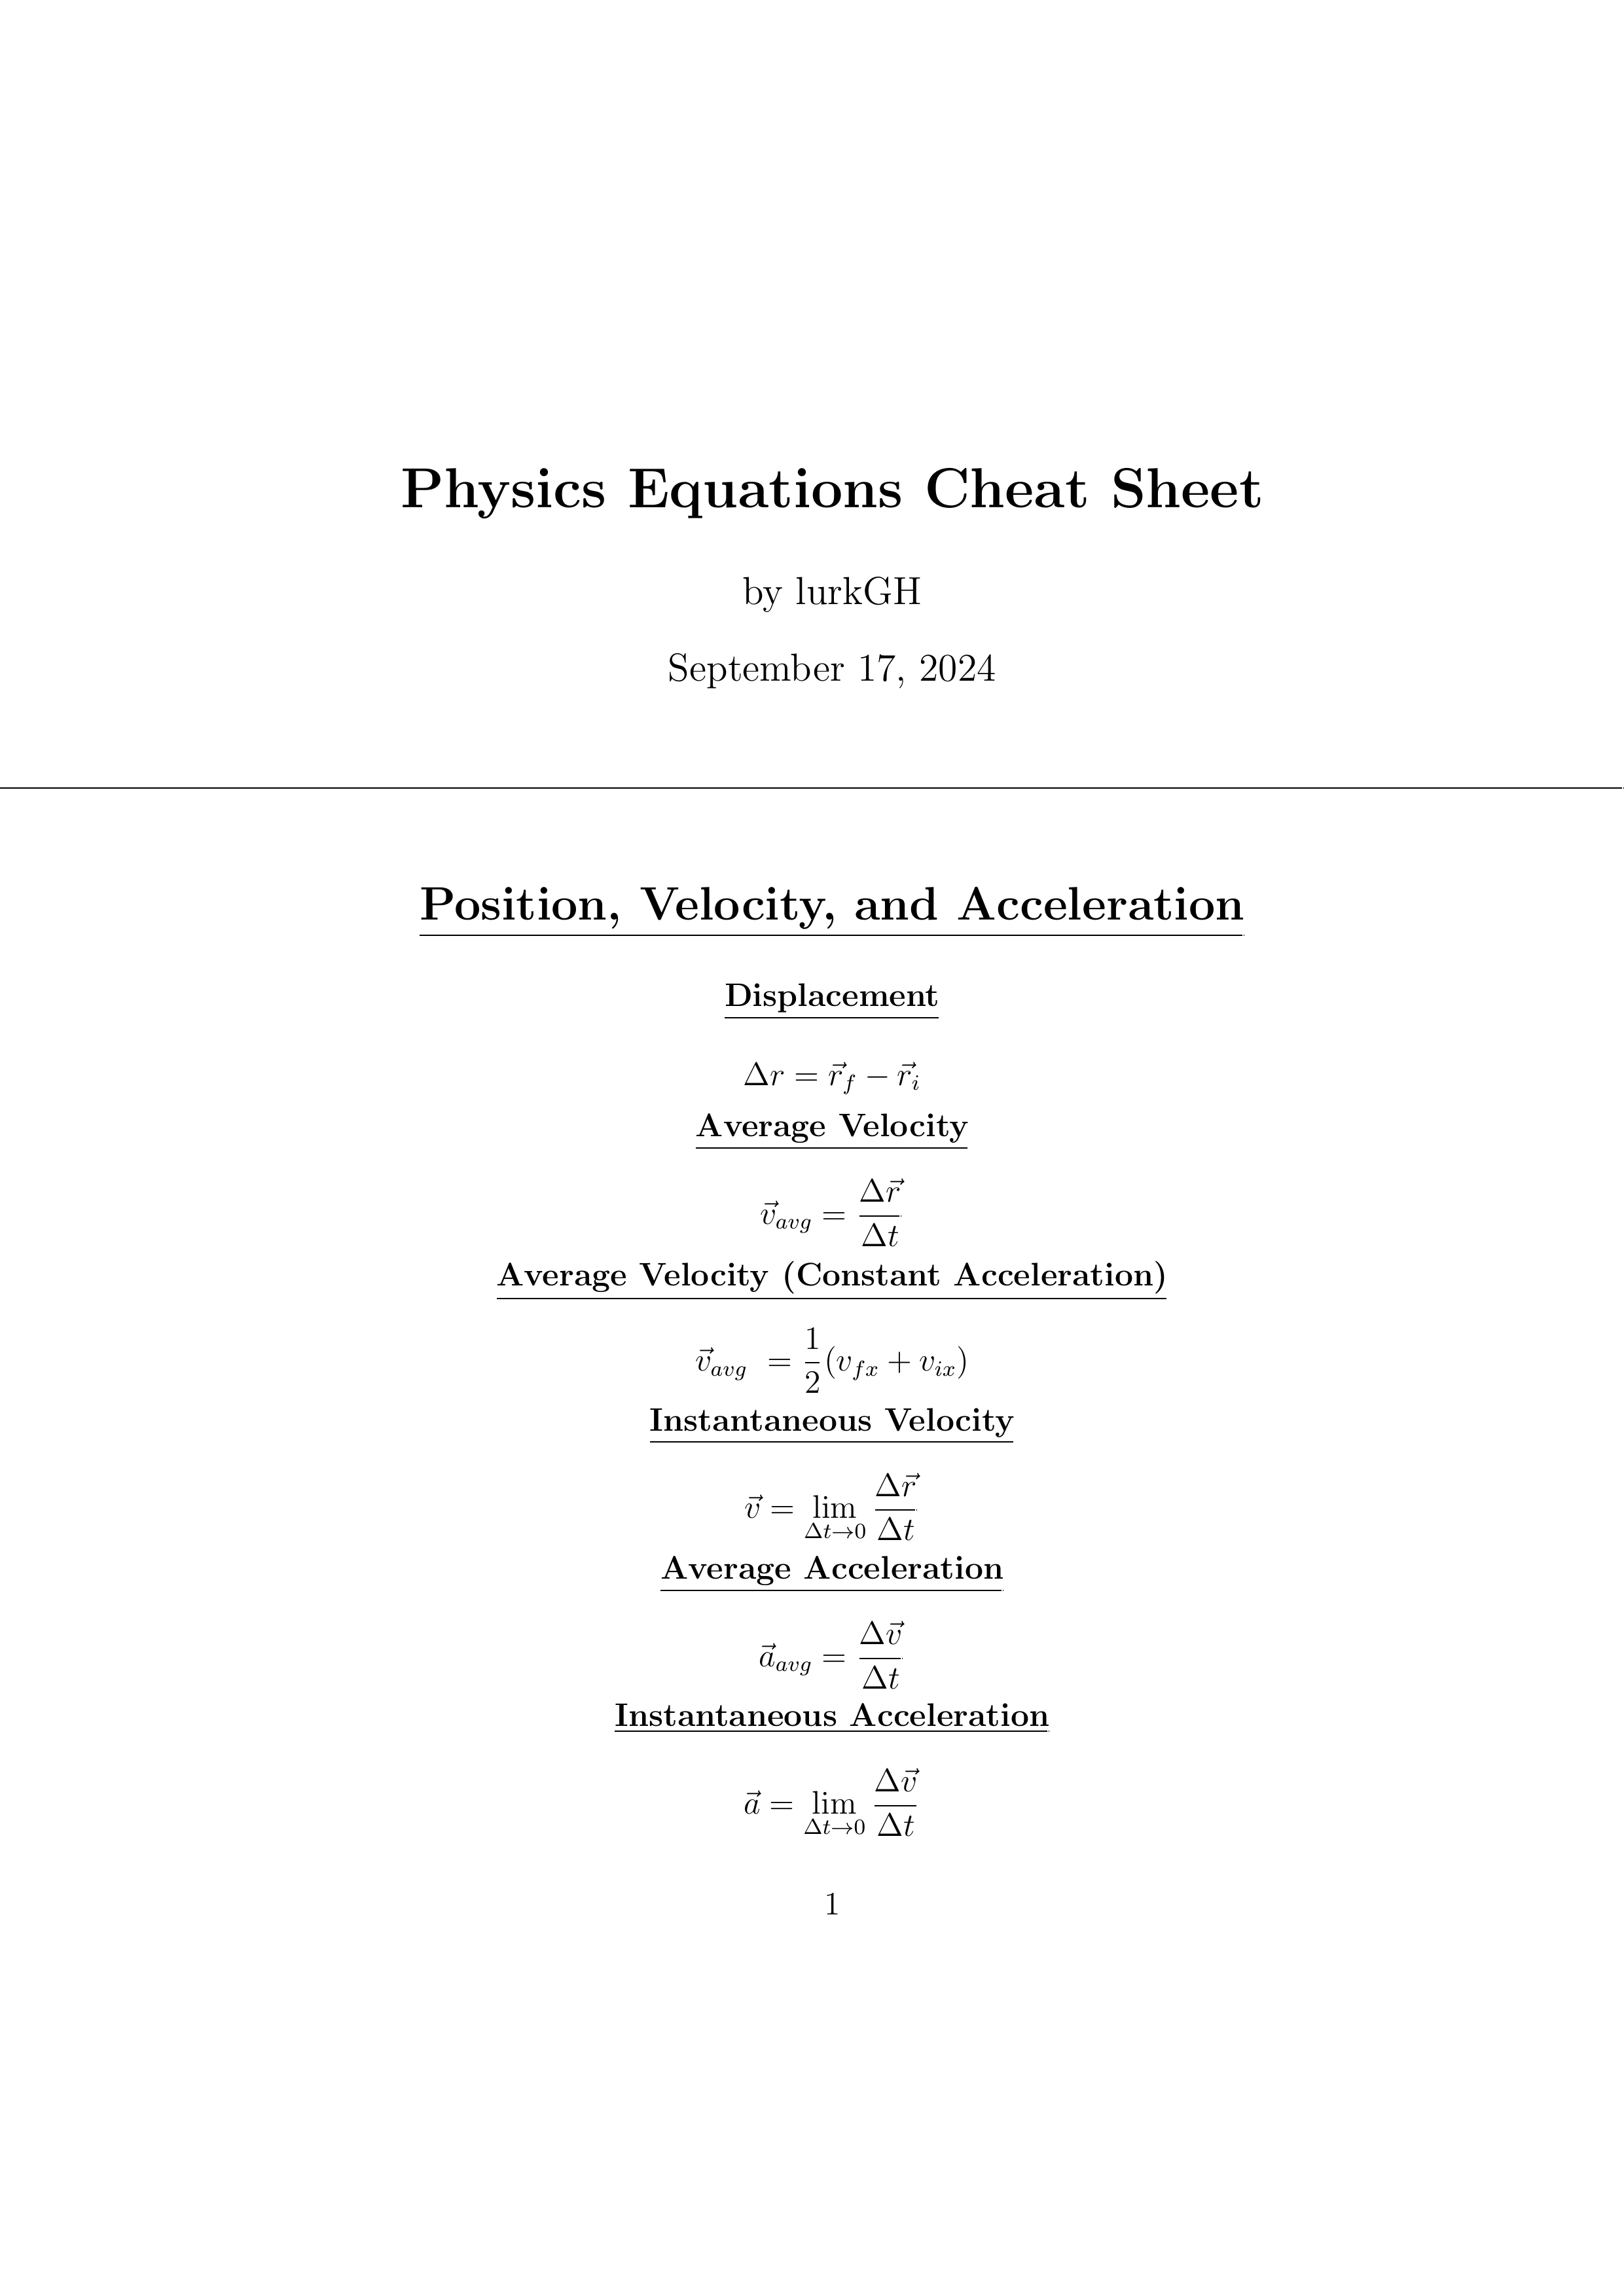 Physics Equations Cheat Sheet
by lurkGH
September 17, 2024
Position, Velocity, and Acceleration
Displacement
$\Delta r = \vec{r}_f - \vec{r}_i$
Average Velocity
$\vec{v}_{avg} = \frac{\Delta \vec{r}}{\Delta t}$
Average Velocity (Constant Acceleration)
$\vec{v}_{avg} \ = \frac{1}{2}(v_{fx} + v_{ix})$
Instantaneous Velocity
$\vec{v} = \lim_{\Delta t \to 0} \frac{\Delta \vec{r}}{\Delta t}$
Average Acceleration
$\vec{a}_{avg} = \frac{\Delta \vec{v}}{\Delta t}$
Instantaneous Acceleration
$\vec{a} = \lim_{\Delta t \to 0} \frac{\Delta \vec{v}}{\Delta t}$
1